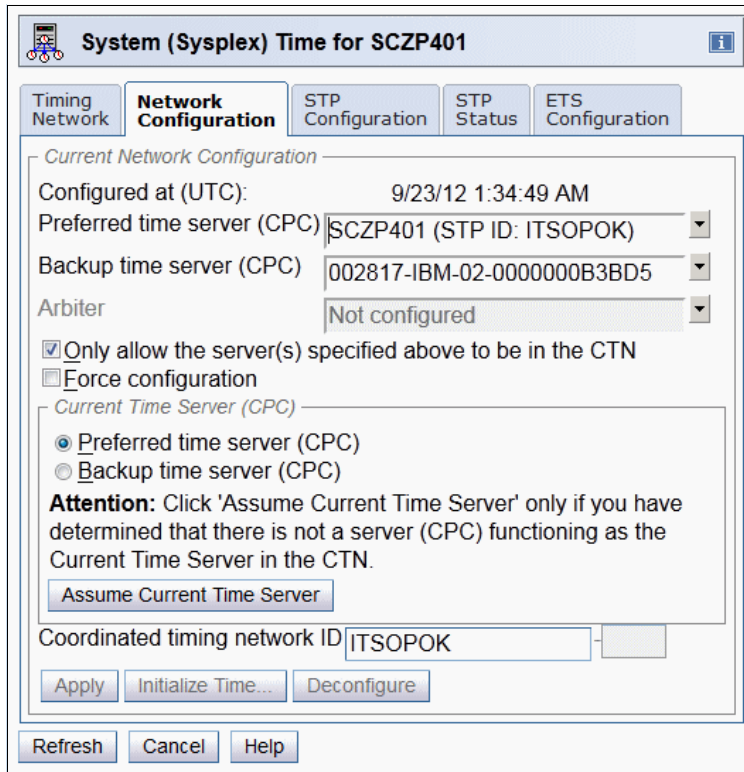 System (Sysplex) Time for SCZP401
i
Timing Network
Network Configuration
STP Configuration
STP Status
ETS Configuration
Current Network Configuration
Configured at (UTC): 9/23/12 1:34:49 AM
Preferred time server (CPC) SCZP401 (STP ID: ITSOPOK)
Backup time server (CPC) 002817-IBM-02-0000000B3BD5
Arbiter Not configured
Only allow the server(s) specified above to be in the CTN
Force configuration
Current Time Server (CPC)
Preferred time server (CPC)
Backup time server (CPC)
Attention: Click 'Assume Current Time Server' only if you have
determined that there is not a server (CPC) functioning as the
Current Time Server in the CTN.
Assume Current Time Server
Coordinated timing network ID ITSOPOK -
Apply Initialize Time... Deconfigure
Refresh Cancel Help